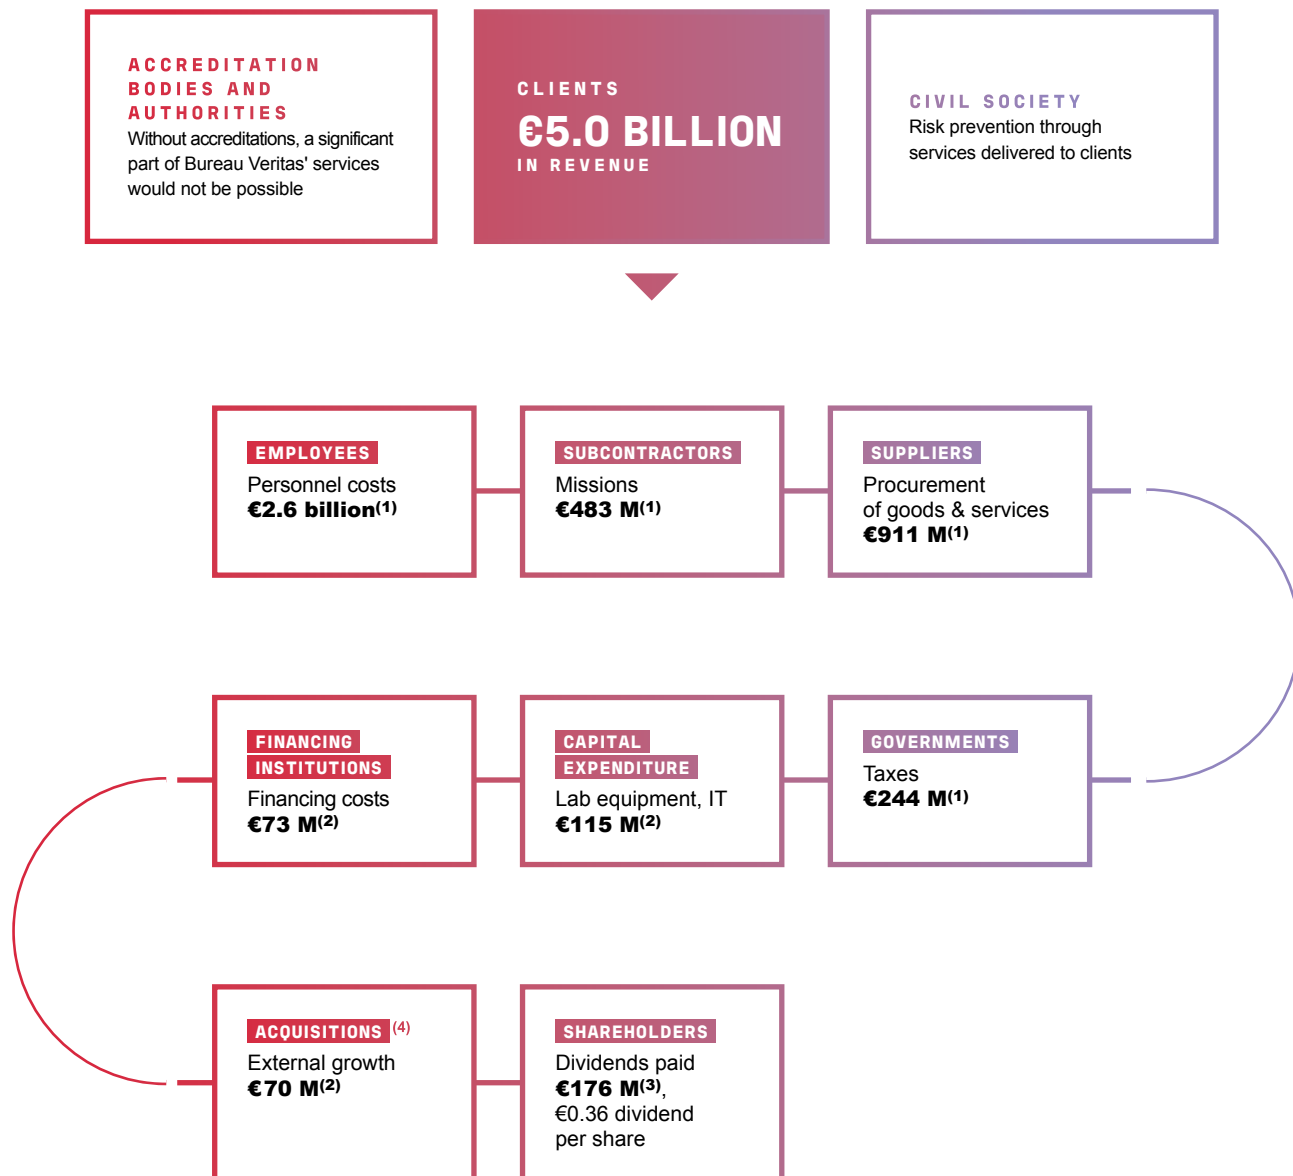 ACCREDITATION
BODIES AND
AUTHORITIES
Without accreditations, a significant
part of Bureau Veritas' services
would not be possible
CLIENTS
€5.0 BILLION
IN REVENUE
CIVIL SOCIETY
Risk prevention through
services delivered to clients
EMPLOYEES
Personnel costs
€2.6 billion(1)
SUBCONTRACTORS
Missions
€483 M(1)
SUPPLIERS
Procurement
of goods & services
€911 M(1)
FINANCING
INSTITUTIONS
Financing costs
€73 M(2)
CAPITAL
EXPENDITURE
Lab equipment, IT
€115 M(2)
GOVERNMENTS
Taxes
€244 M(1)
ACQUISITIONS (4)
External growth
€70 M(2)
SHAREHOLDERS
Dividends paid
€176 M(3),
€0.36 dividend
per share